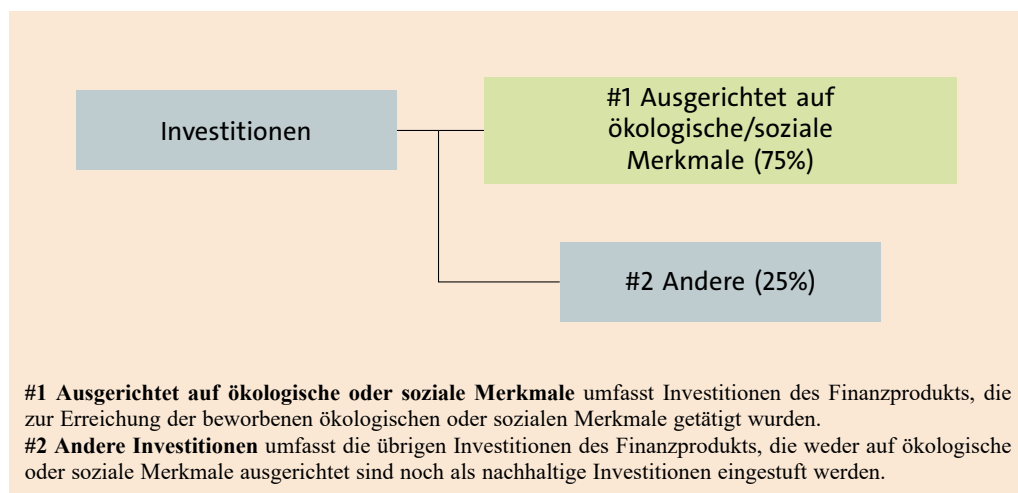 Investitionen
#1 Ausgerichtet auf
ökologische/soziale
Merkmale (75%)
#2 Andere (25%)
#1 Ausgerichtet auf ökologische oder soziale Merkmale umfasst Investitionen des Finanzprodukts, die
zur Erreichung der beworbenen ökologischen oder sozialen Merkmale getätigt wurden.
#2 Andere Investitionen umfasst die übrigen Investitionen des Finanzprodukts, die weder auf ökologische
oder soziale Merkmale ausgerichtet sind noch als nachhaltige Investitionen eingestuft werden.